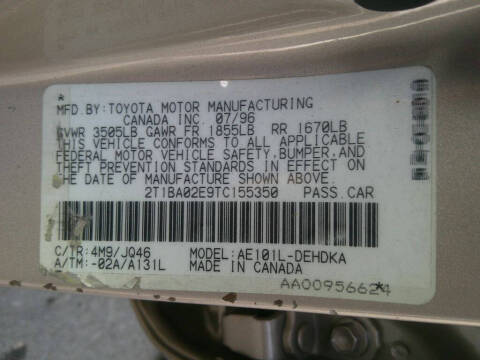 MFD.BY:TOYOTA MOTOR MANUFACTURING
CANADA INC. 07/96
GVWR 3505LB GAWR FR 1855LB RR 1670LB
THIS VEHICLE CONFORMS TO ALL APPLICABLE
FEDERAL MOTOR VEHICLE SAFETY, BUMPER, AND
THEFT PREVENTION STANDARDS IN EFFECT ON
THE DATE OF MANUFACTURE SHOWN ABOVE.
2T1BA02E9TC155350 PASS.CAR
C/TR:4M9/JQ46 MODEL:AE101L-DEHDKA
A/TM:-02A/A131L MADE IN CANADA
AA00956624*